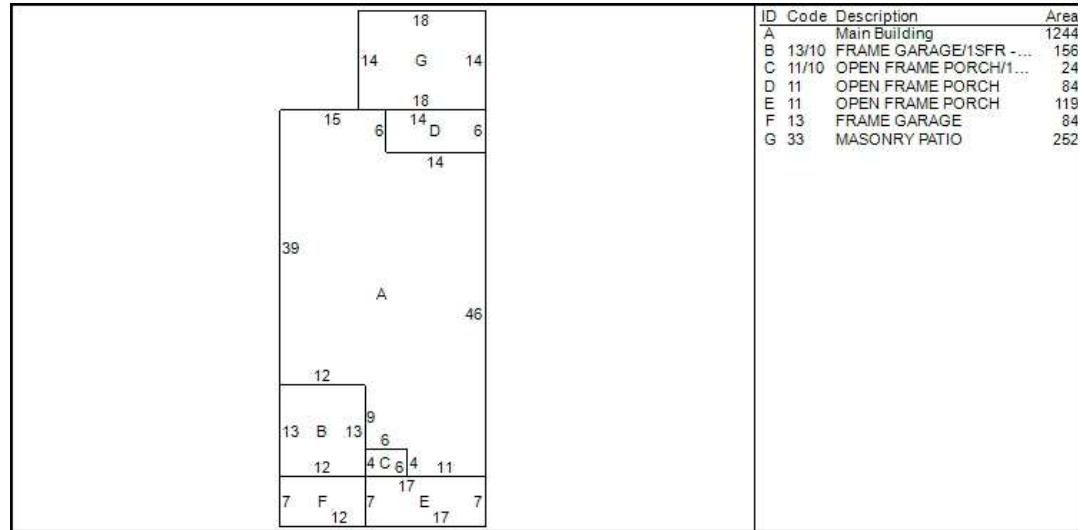 18
14 G 14
18
15 6 14 D 6
14
39
A
46
12
9
13 B 13
6
12 4 C 6 4 11
17
7 F 7 E 7
12 17
ID Code Description Area
A Main Building 1244
B 13/10 FRAME GARAGE/1SFR -... 156
C 11/10 OPEN FRAME PORCH/1... 24
D 11 OPEN FRAME PORCH 84
E 11 OPEN FRAME PORCH 119
F 13 FRAME GARAGE 84
G 33 MASONRY PATIO 252